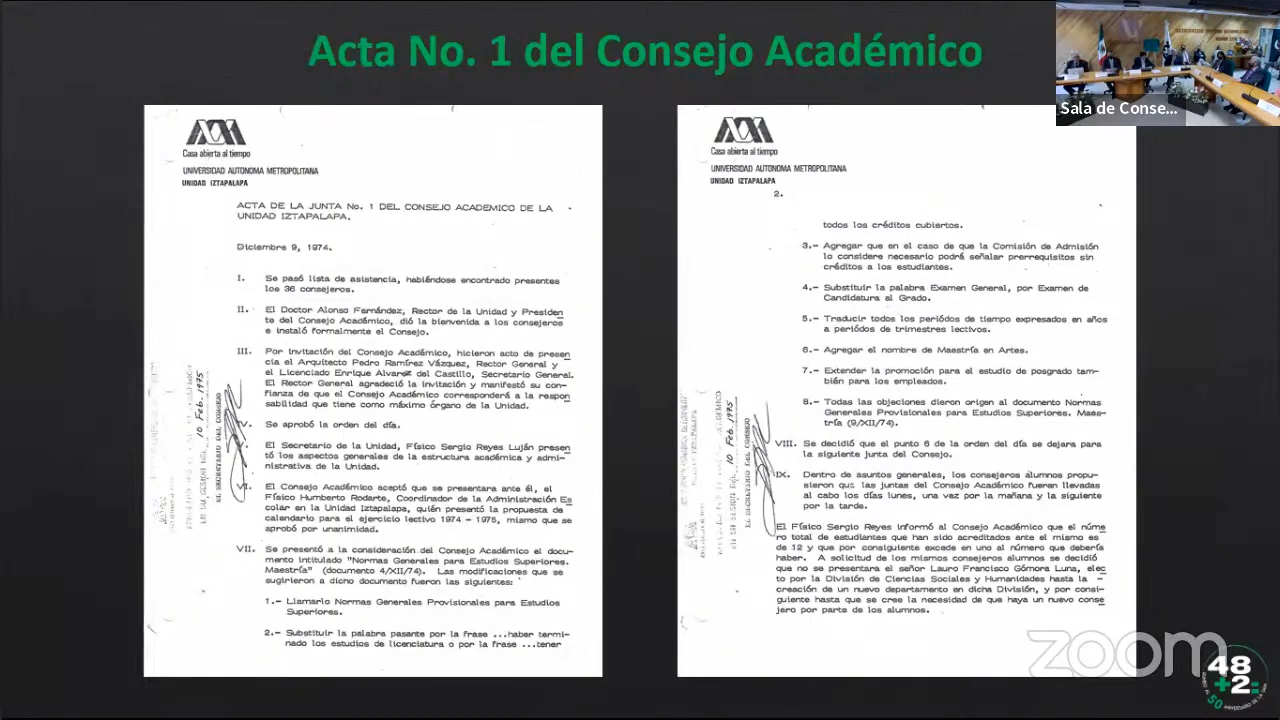 Acta No. 1 del Consejo Académico
Sala de Conse...
Casa abierta al tiempo
UNIVERSIDAD AUTONOMA METROPOLITANA
UNIDAD IZTAPALAPA
ACTA DE LA JUNTA No. 1 DEL CONSEJO ACADEMICO DE LA
UNIDAD IZTAPALAPA.
Diciembre 9, 1974.
I. Se pasó lista de asistencia, habiéndose encontrado presentes
los 36 consejeros.
II. El Doctor Alonso Fernández, Rector de la Unidad y Presiden
te del Consejo Académico, dió la bienvenida a los consejeros
e instaló formalmente el Consejo.
III. Por invitación del Consejo Académico, hicieron acto de presen
cia el Arquitecto Pedro Ramírez Vázquez, Rector General y
el Licenciado Enrique Alvarez del Castillo, Secretario General.
El Rector General agradeció la invitación y manifestó su con-
fianza de que el Consejo Académico corresponderá a la respon
sabilidad que tiene como máximo órgano de la Unidad.
IV. Se aprobó la orden del día.
V. El Secretario de la Unidad, Físico Sergio Reyes Luján presen
tó los aspectos generales de la estructura académica y admi-
nistrativa de la Unidad.
VI. El Consejo Académico aceptó que se presentara ante él, el
Físico Humberto Rodarte, Coordinador de la Administración Es
colar en la Unidad Iztapalapa, quién presentó la propuesta de
calendario para el ejercicio lectivo 1974 - 1975, mismo que se
aprobó por unanimidad.
VII. Se presentó a la consideración del Consejo Académico el docu-
mento intitulado "Normas Generales para Estudios Superiores.
Maestría" (documento 4/XII/74). Las modificaciones que se
sugirieron a dicho documento fueron las siguientes:
1.- Llamarlo Normas Generales Provisionales para Estudios
Superiores.
2.- Substituir la palabra pasante por la frase ...haber termi-
nado los estudios de licenciatura o por la frase ...tener
10 Feb. 1975
EL SECRETARIO DEL CONSEJO
Casa abierta al tiempo
UNIVERSIDAD AUTONOMA METROPOLITANA
UNIDAD IZTAPALAPA
2.
todos los créditos cubiertos.
3.- Agregar que en el caso de que la Comisión de Admisión
lo considere necesario podrá señalar prerrequisitos sin
créditos a los estudiantes.
4.- Substituir la palabra Examen General, por Examen de
Candidatura al Grado.
5.- Traducir todos los periódos de tiempo expresados en años
a periódos de trimestres lectivos.
6.- Agregar el nombre de Maestría en Artes.
7.- Extender la promoción para el estudio de posgrado tam-
bién para los empleados.
8.- Todas las objeciones dieron origen al documento Normas
Generales Provisionales para Estudios Superiores. Maes-
tría (9/XII/74).
VIII. Se decidió que el punto 6 de la orden del día se dejara para
la siguiente junta del Consejo.
IX. Dentro de asuntos generales, los consejeros álumnos propu-
sieron que las juntas del Consejo Académico fueran llevadas
al cabo los días lunes, una vez por la mañana y la siguiente
por la tarde.
El Físico Sergio Reyes informó al Consejo Académico que el núme
ro total de estudiantes que han sido acreditados ante el mismo es
de 12 y que por consiguiente excede en uno al número que debería
haber. A solicitud de los mismos consejeros alumnos se decidió
que no se presentara el señor Lauro Francisco Gómora Luna, elec
to por la División de Ciencias Sociales y Humanidades hasta la -
creación de un nuevo departamento en dicha División, y por consi-
guiente hasta que se cree la necesidad de que haya un nuevo conse
jero por parte de los alumnos.
10 Feb. 1975
EL SECRETARIO DEL CONSEJO
zoom
48
+2=
50 ANIVERSARIO DE LA UAM